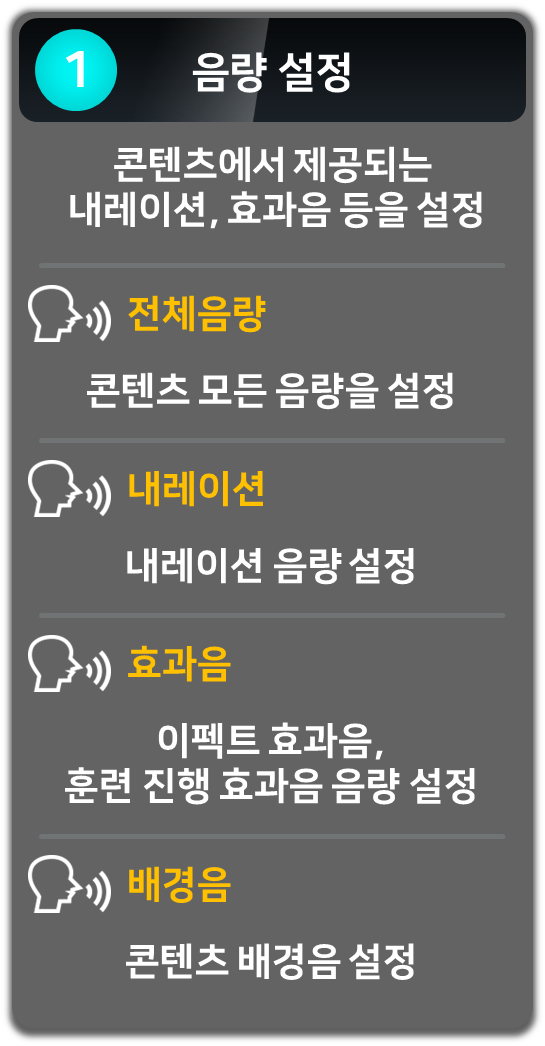 1
음량 설정
콘텐츠에서 제공되는
내레이션, 효과음 등을 설정
전체음량
콘텐츠 모든 음량을 설정
내레이션
내레이션 음량 설정
효과음
이펙트 효과음,
훈련 진행 효과음 음량 설정
배경음
콘텐츠 배경음 설정